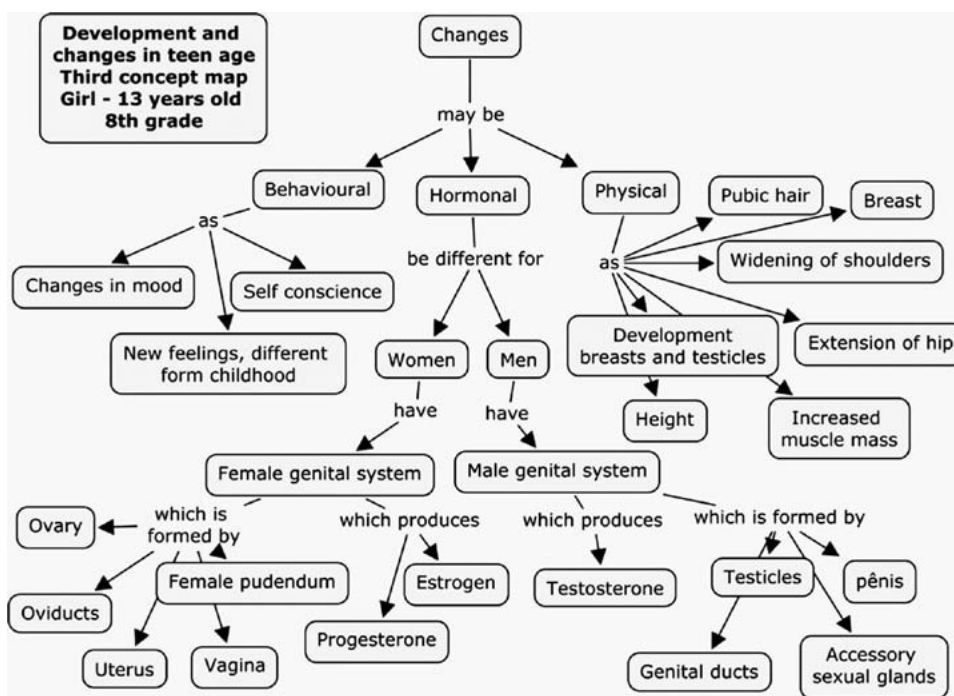 Development and
changes in teen age
Third concept map
Girl - 13 years old
8th grade
Changes
may be
Behavioural
Hormonal
Physical
Pubic hair
Breast
as
be different for
as
Widening of shoulders
Changes in mood
Self conscience
New feelings, different
form childhood
Women
Men
Development
breasts and testicles
Extension of hip
have
have
Height
Increased
muscle mass
Female genital system
Male genital system
Ovary
which is
formed by
which produces
which produces
which is formed by
Female pudendum
Estrogen
Testosterone
Testicles
pênis
Oviducts
Uterus
Vagina
Progesterone
Genital ducts
Accessory
sexual glands